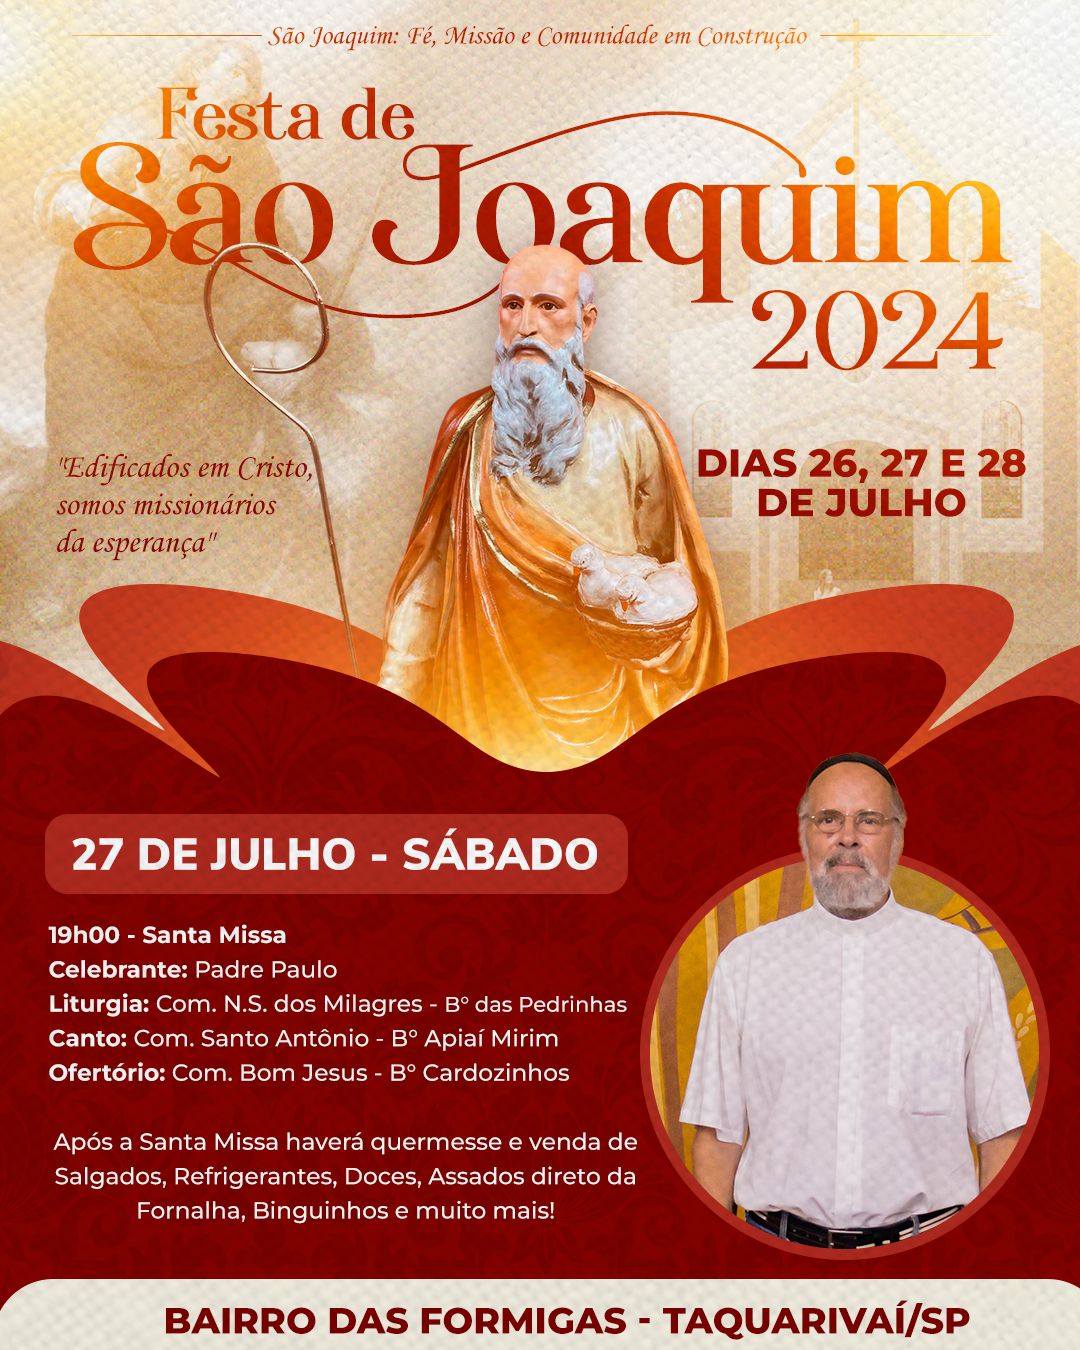 São Joaquim: Fé, Missão e Comunidade em Construção
Festa de
São Joaquim
2024
"Edificados em Cristo,
somos missionários
da esperança"
DIAS 26, 27 E 28
DE JULHO
27 DE JULHO - SÁBADO
19h00 - Santa Missa
Celebrante: Padre Paulo
Liturgia: Com. N.S. dos Milagres - B° das Pedrinhas
Canto: Com. Santo Antônio - B° Apiaí Mirim
Ofertório: Com. Bom Jesus - B° Cardozinhos
Após a Santa Missa haverá quermesse e venda de
Salgados, Refrigerantes, Doces, Assados direto da
Fornalha, Binguinhos e muito mais!
BAIRRO DAS FORMIGAS - TAQUARIVAÍ/SP